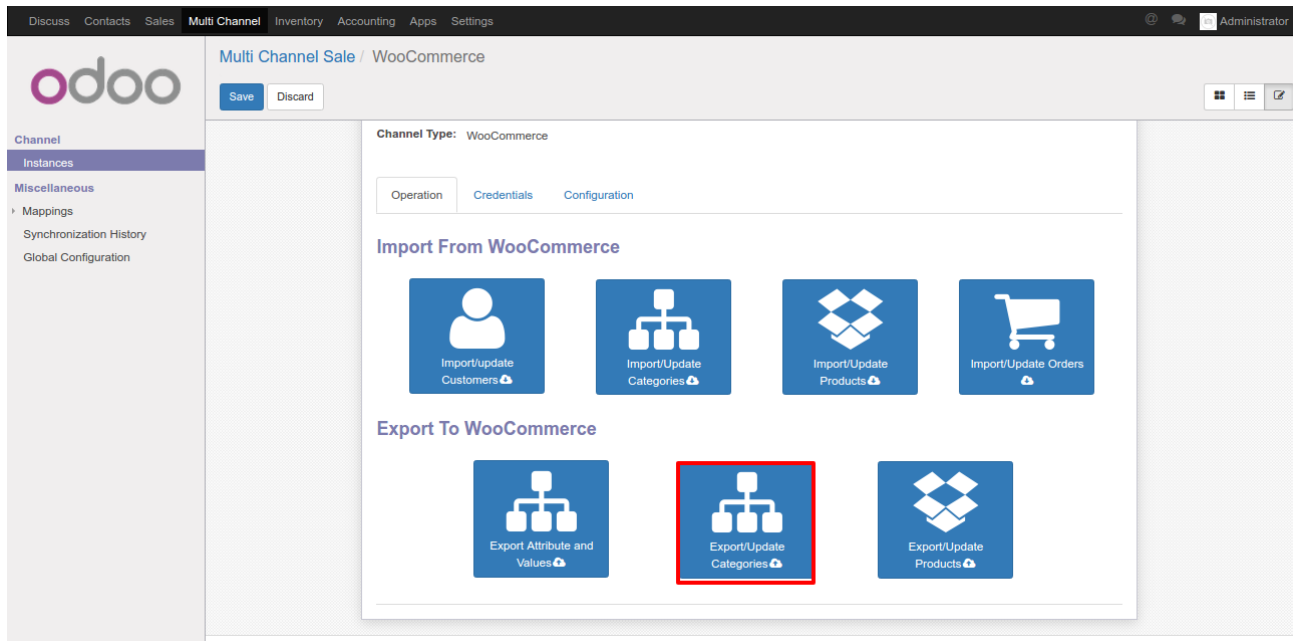 Discuss Contacts Sales Multi Channel Inventory Accounting Apps Settings @ Administrator
odoo
Multi Channel Sale / WooCommerce
Save Discard
Channel
Instances
Miscellaneous
Mappings
Synchronization History
Global Configuration
Channel Type: WooCommerce
Operation Credentials Configuration
Import From WooCommerce
Import/update
Customers
Import/Update
Categories
Import/Update
Products
Import/Update Orders
Export To WooCommerce
Export Attribute and
Values
Export/Update
Categories
Export/Update
Products